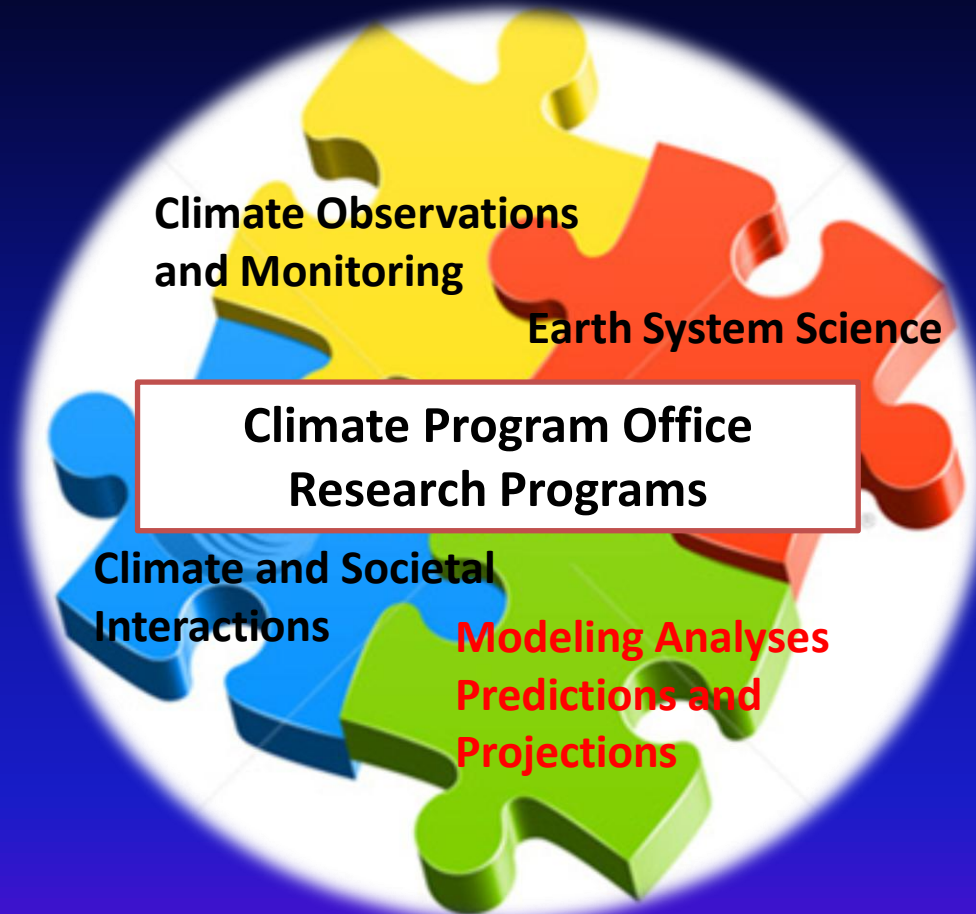 Climate Observations
and Monitoring
Earth System Science
Climate Program Office
Research Programs
Climate and Societal
Interactions
Modeling Analyses
Predictions and
Projections